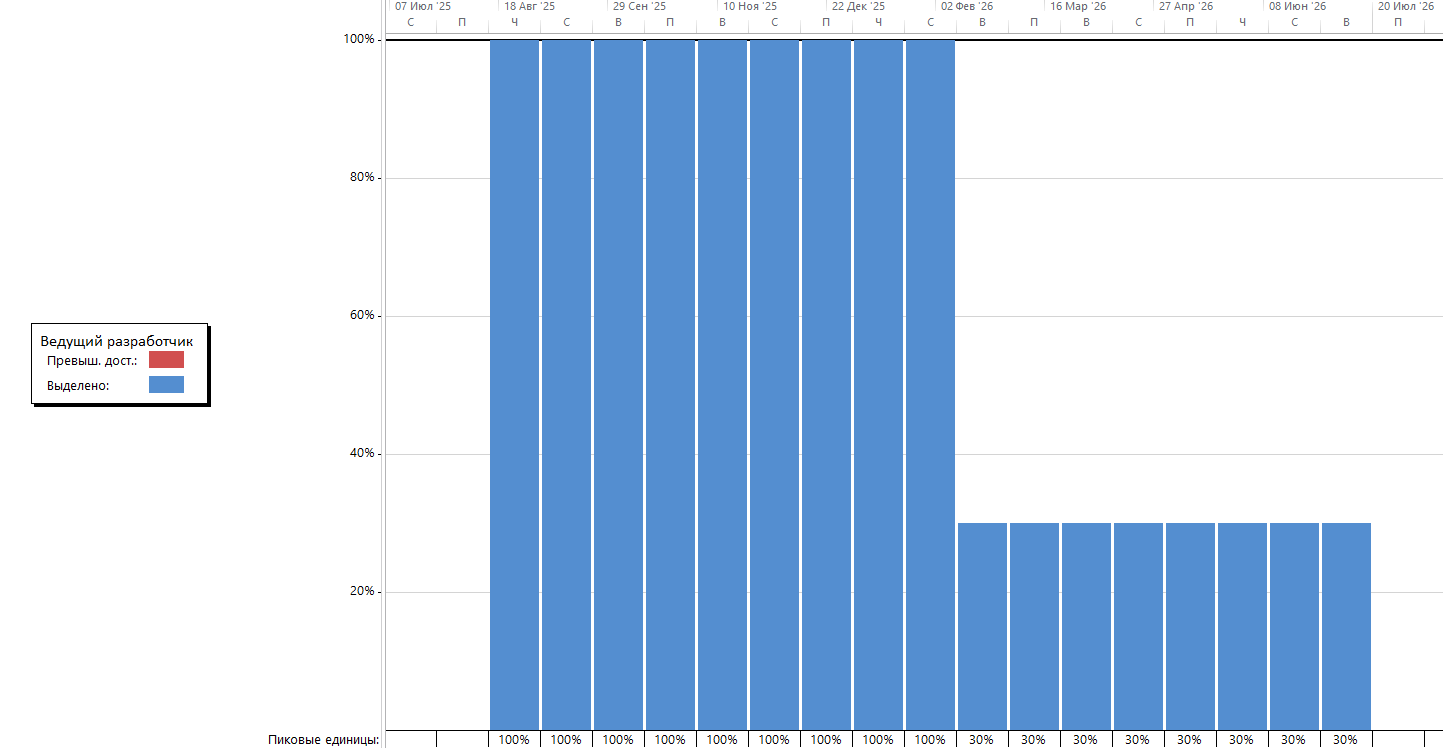 07 Июл '25 18 Авг '25 29 Сен '25 10 Ноя '25 22 Дек '25 02 Фев '26 16 Мар '26 27 Апр '26 08 Июн '26 20 Июл '26
С П Ч С В П В С П Ч С В П В С П Ч С В П
100%
80%
60%
Ведущий разработчик
Превыш. дост.:
Выделено:
40%
20%
Пиковые единицы: 100% 100% 100% 100% 100% 100% 100% 100% 100% 30% 30% 30% 30% 30% 30% 30% 30%